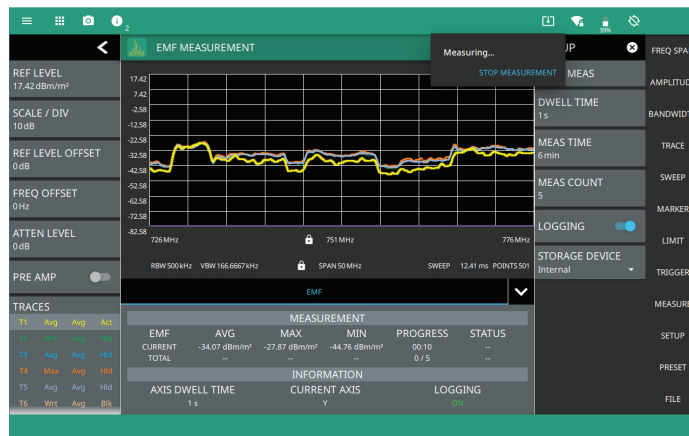 2
39%
EMF MEASUREMENT
Measuring...
STOP MEASUREMENT
UP
MEAS
DWELL TIME
1 s
MEAS TIME
6 min
MEAS COUNT
5
LOGGING
STORAGE DEVICE
Internal
FREQ SPA
AMPLITUD
BANDWIDT
TRACE
SWEEP
MARKER
LIMIT
TRIGGER
MEASURE
SETUP
PRESET
FILE
REF LEVEL
17.42 dBm/m²
SCALE / DIV
10 dB
REF LEVEL OFFSET
0 dB
FREQ OFFSET
0 Hz
ATTEN LEVEL
0 dB
PRE AMP
TRACES
T1 Avg Avg Act
T2 Wrt Avg Hld
T3 Avg Avg Hld
T4 Max Avg Hld
T5 Avg Avg Hld
T6 Wrt Avg Blk
17.42
7.42
-2.58
-12.58
-22.58
-32.58
-42.58
-52.58
-62.58
-72.58
-82.58
726 MHz 751 MHz 776 MHz
RBW 500 kHz VBW 166.6667 kHz SPAN 50 MHz SWEEP 12.41 ms POINTS 501
EMF
MEASUREMENT
EMF AVG MAX MIN PROGRESS STATUS
CURRENT -34.07 dBm/m² -27.87 dBm/m² -44.76 dBm/m² 00:10 --
TOTAL -- -- -- 0 / 5 --
INFORMATION
AXIS DWELL TIME CURRENT AXIS LOGGING
1 s Y ON